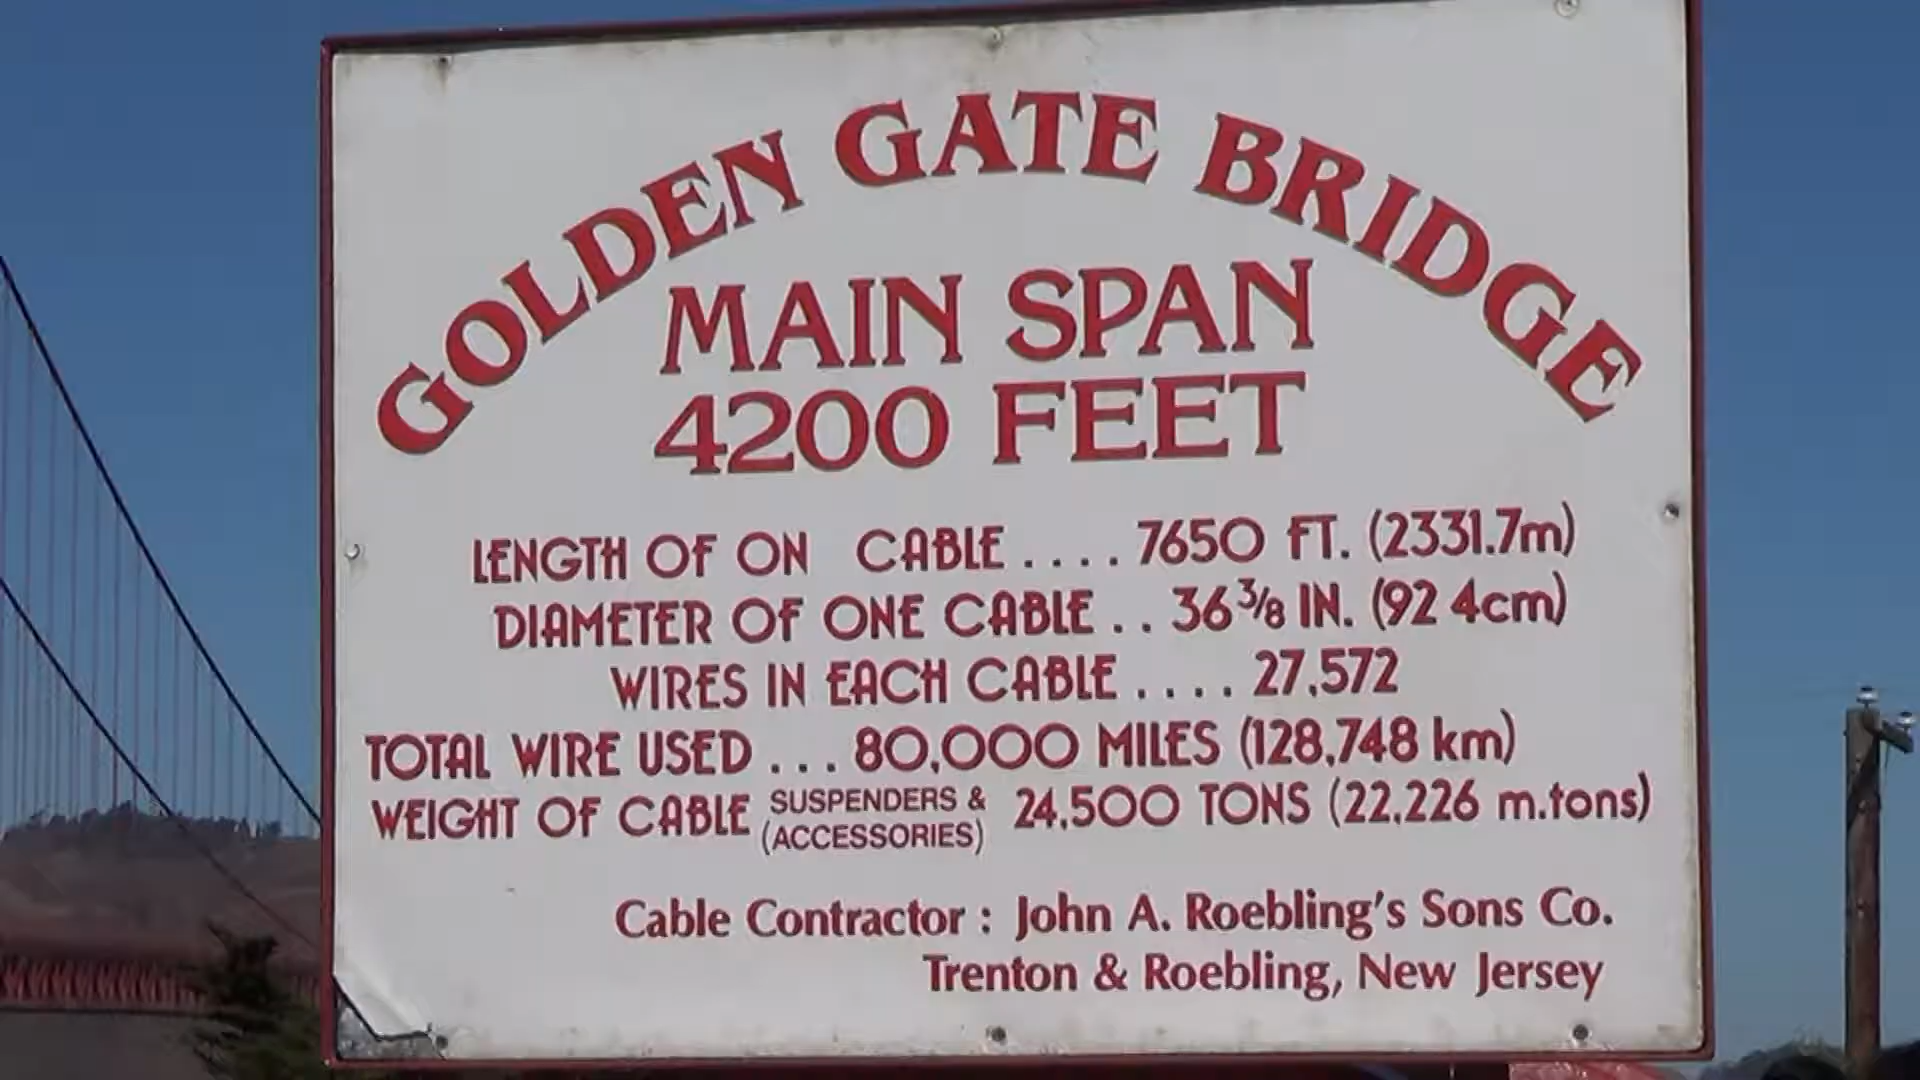 GOLDEN GATE BRIDGE
MAIN SPAN
4200 FEET
LENGTH OF ON CABLE .... 7650 FT. (2331.7m)
DIAMETER OF ONE CABLE .. 36 3/8 IN. (92 4cm)
WIRES IN EACH CABLE .... 27,572
TOTAL WIRE USED ... 80,000 MILES (128,748 km)
WEIGHT OF CABLE SUSPENDERS & (ACCESSORIES) 24,500 TONS (22,226 m.tons)
Cable Contractor : John A. Roebling's Sons Co.
Trenton & Roebling, New Jersey